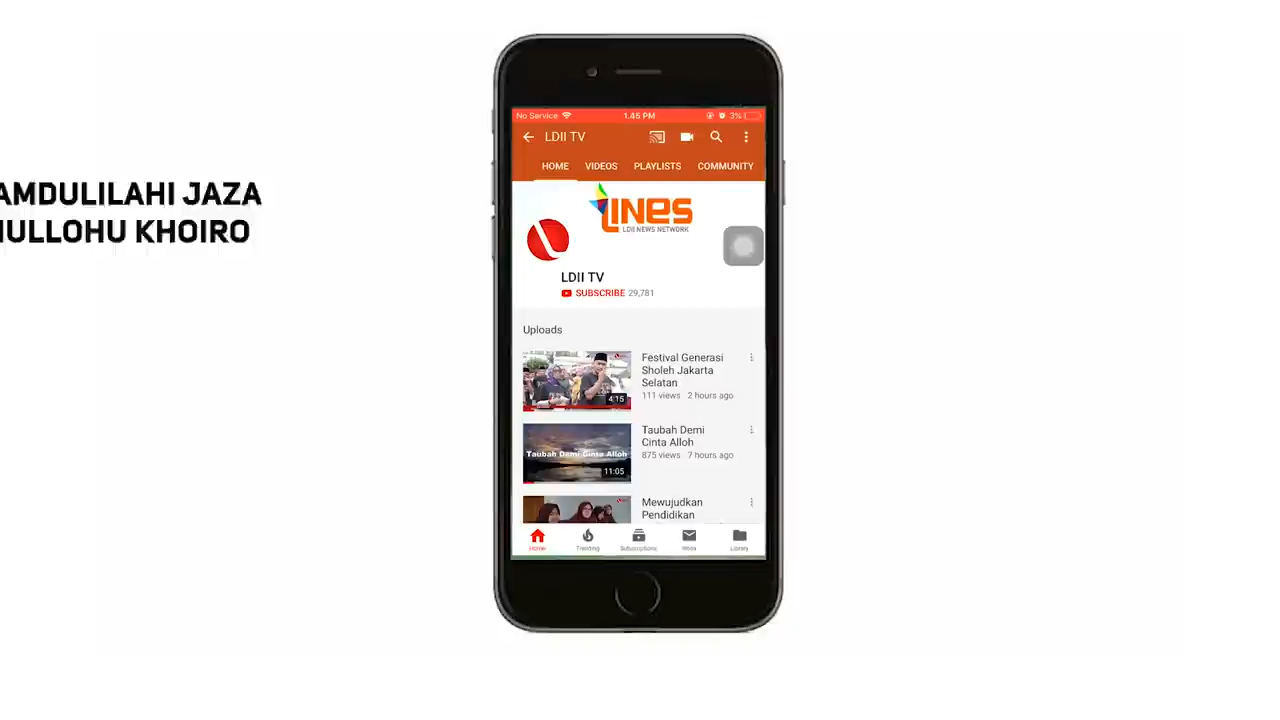 AMDULILAHI JAZA
HULLOHU KHOIRO
No Service
1.45 PM
3%
LDII TV
HOME VIDEOS PLAYLISTS COMMUNITY
LINES
LDII NEWS NETWORK
LDII TV
SUBSCRIBE 29,781
Uploads
Festival Generasi
Sholeh Jakarta
Selatan
111 views 2 hours ago
4:15
Taubah Demi
Cinta Alloh
875 views 7 hours ago
Taubah Demi Cinta Alloh
11:05
Mewujudkan
Pendidikan
Home Trending Subscriptions Inbox Library